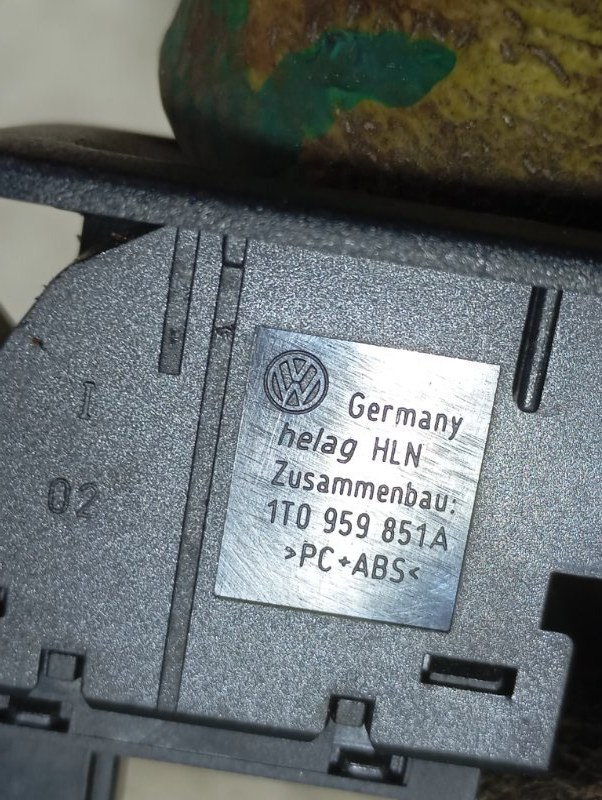 I
02
Germany
helag HLN
Zusammenbau:
1T0 959 851A
>PC+ABS<